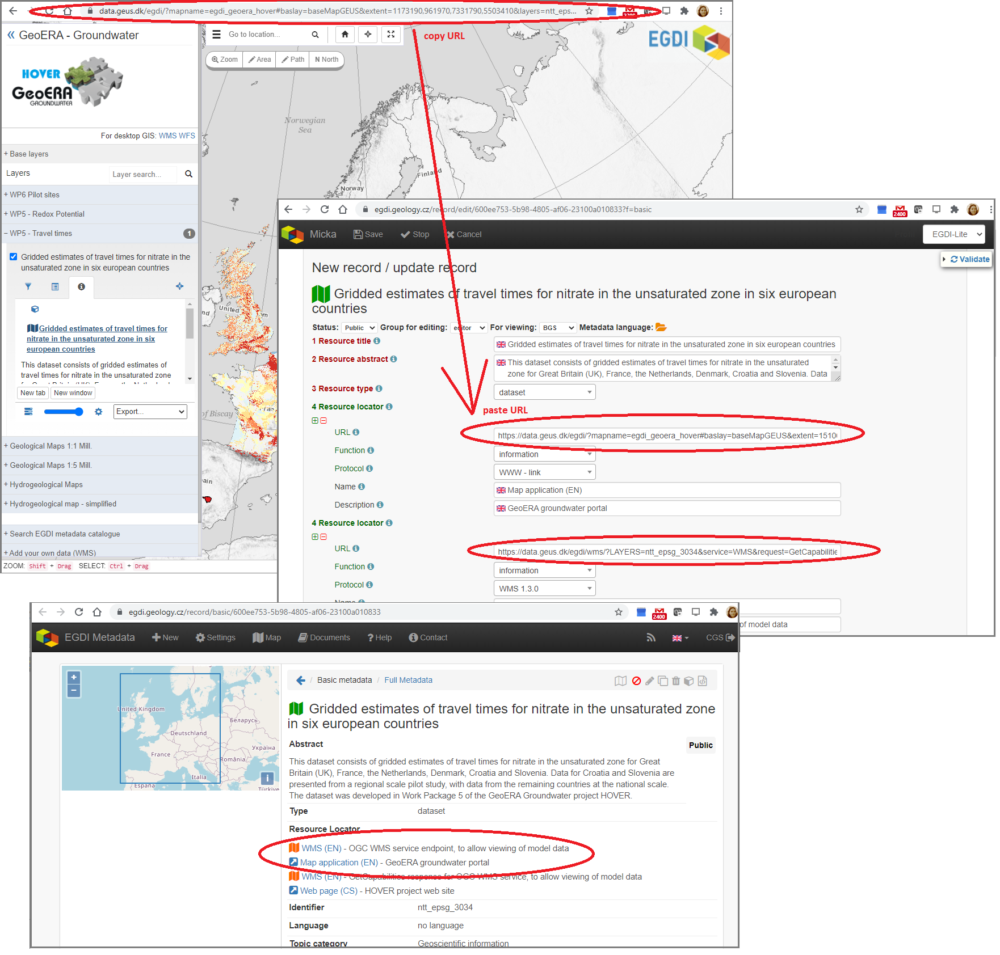 data.geus.dk/egdi/?mapname=egdi_geoera_hover#baslay=baseMapGEUS&extent=1173190,961970,7331790,5503410&layers=ntt_eps...
copy URL
« GeoERA - Groundwater
Go to location...
EGDI
Zoom
Area
Path
N North
HOVER
GeoERA
GROUNDWATER
For desktop GIS: WMS WFS
+ Base layers
Layers
Layer search...
+ WP6 Pilot sites
+ WP5 - Redox Potential
− WP5 - Travel times
1
Gridded estimates of travel times for nitrate in the
unsaturated zone in six european countries
Gridded estimates of travel times for
nitrate in the unsaturated zone in six
european countries
This dataset consists of gridded estimates of
travel times for nitrate in the unsaturated zone
New tab
New window
Export...
+ Geological Maps 1:1 Mill.
+ Geological Maps 1:5 Mill.
+ Hydrogeological Maps
+ Hydrogeological map - simplified
+ Search EGDI metadata catalogue
+ Add your own data (WMS)
ZOOM: Shift + Drag SELECT: Ctrl + Drag
Norwegian
Sea
Finland
Norway
United
of Biscay
egdi.geology.cz/record/edit/600ee753-5b98-4805-af06-23100a010833?f=basic
2400
Micka
Save
Stop
Cancel
EGDI-Lite
Validate
New record / update record
Gridded estimates of travel times for nitrate in the unsaturated zone in six european
countries
Status: Public Group for editing: editor For viewing: BGS Metadata language:
1 Resource title
Gridded estimates of travel times for nitrate in the unsaturated zone in six european countries
2 Resource abstract
This dataset consists of gridded estimates of travel times for nitrate in the unsaturated
zone for Great Britain (UK), France, the Netherlands, Denmark, Croatia and Slovenia. Data
3 Resource type
dataset
4 Resource locator
paste URL
URL
https://data.geus.dk/egdi/?mapname=egdi_geoera_hover#baslay=baseMapGEUS&extent=1510
Function
information
Protocol
WWW - link
Name
Map application (EN)
Description
GeoERA groundwater portal
4 Resource locator
URL
https://data.geus.dk/egdi/wms/?LAYERS=ntt_epsg_3034&service=WMS&request=GetCapabilitie
Function
information
Protocol
WMS 1.3.0
Name
of model data
egdi.geology.cz/record/basic/600ee753-5b98-4805-af06-23100a010833
2400
EGDI Metadata
New
Settings
Map
Documents
Help
Contact
CGS
+
−
United Kingdom
Беларусь
Deutschland
Україна
France
România
Italia
España
Türkiye
i
/ Basic metadata / Full Metadata
Gridded estimates of travel times for nitrate in the unsaturated zone
in six european countries
Abstract
Public
This dataset consists of gridded estimates of travel times for nitrate in the unsaturated zone for Great
Britain (UK), France, the Netherlands, Denmark, Croatia and Slovenia. Data for Croatia and Slovenia are
presented from a regional scale pilot study, with data from the remaining countries at the national scale.
The dataset was developed in Work Package 5 of the GeoERA Groundwater project HOVER.
Type
dataset
Resource Locator
WMS (EN) - OGC WMS service endpoint, to allow viewing of model data
Map application (EN) - GeoERA groundwater portal
WMS (EN) - GetCapabilities response for OGC WMS service, to allow viewing of model data
Web page (CS) - HOVER project web site
Identifier
ntt_epsg_3034
Language
no language
Topic category
Geoscientific information